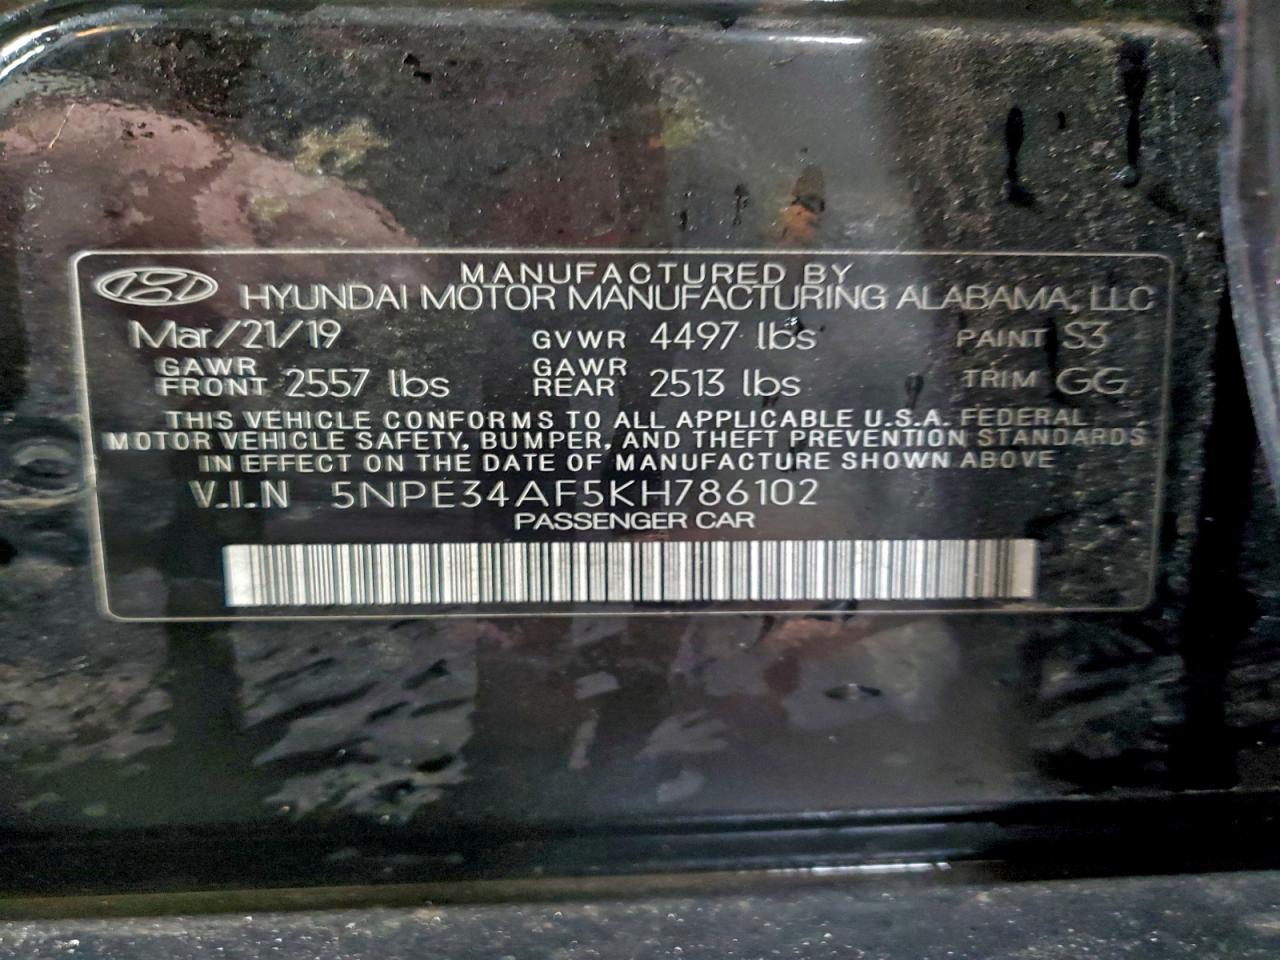 MANUFACTURED BY
HYUNDAI MOTOR MANUFACTURING ALABAMA, LLC
Mar/21/19 GVWR 4497 lbs PAINT S3
GAWR FRONT 2557 lbs GAWR REAR 2513 lbs TRIM GG
THIS VEHICLE CONFORMS TO ALL APPLICABLE U.S.A. FEDERAL
MOTOR VEHICLE SAFETY, BUMPER, AND THEFT PREVENTION STANDARDS
IN EFFECT ON THE DATE OF MANUFACTURE SHOWN ABOVE
V.I.N 5NPE34AF5KH786102
PASSENGER CAR